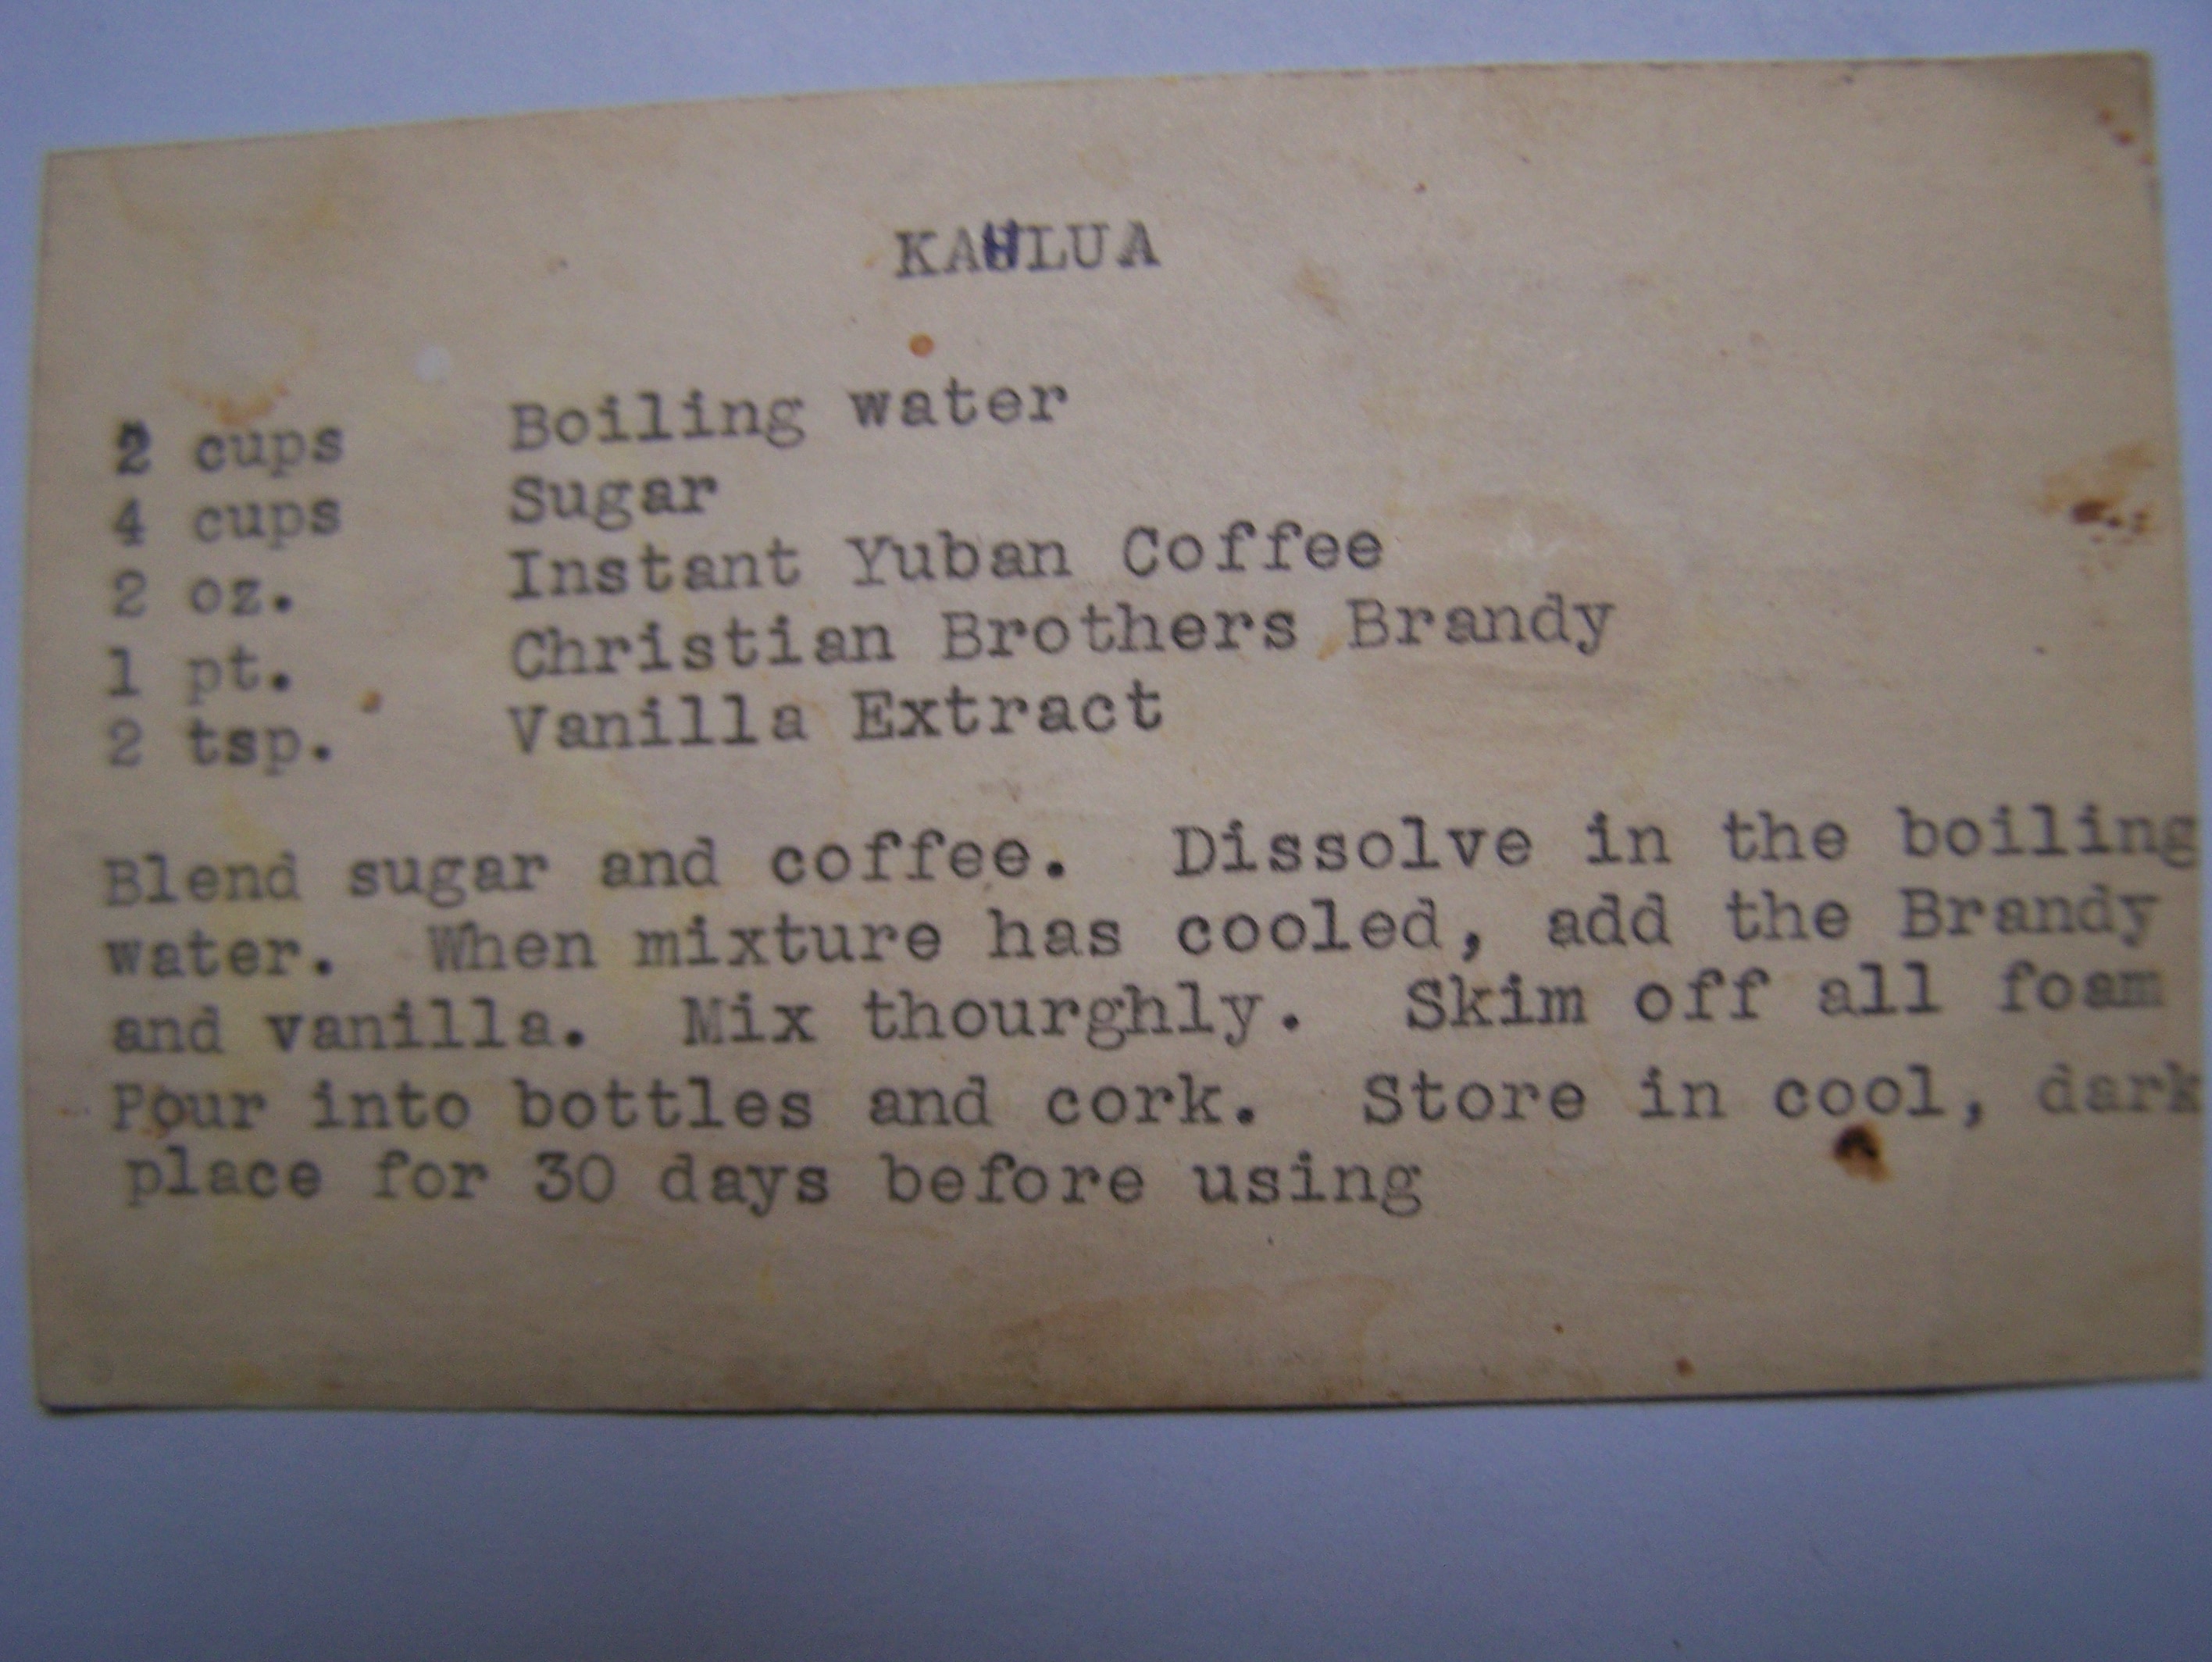 KAHLUA
2 cups Boiling water
4 cups Sugar
2 oz. Instant Yuban Coffee
1 pt. Christian Brothers Brandy
2 tsp. Vanilla Extract
Blend sugar and coffee. Dissolve in the boiling
water. When mixture has cooled, add the Brandy
and vanilla. Mix thourghly. Skim off all foam
Pour into bottles and cork. Store in cool, dark
place for 30 days before using